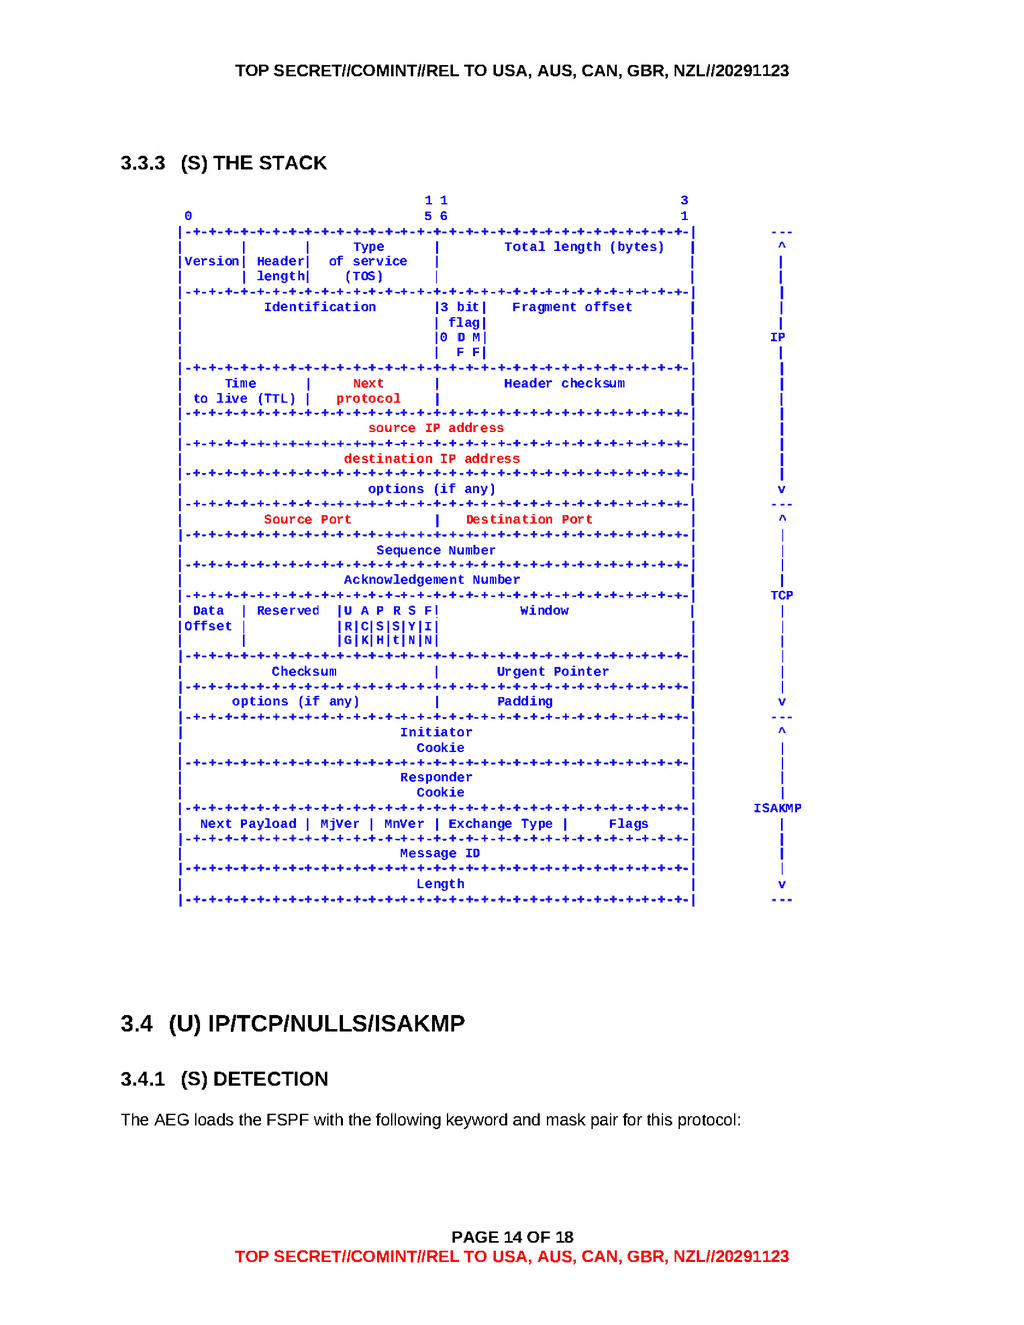 TOP SECRET//COMINT//REL TO USA, AUS, CAN, GBR, NZL//20291123
3.3.3 (S) THE STACK
1 1 3
0 5 6 1
|-+-+-+-+-+-+-+-+-+-+-+-+-+-+-+-+-+-+-+-+-+-+-+-+-+-+-+-+-+-+-+-| ---
| | | Type | Total length (bytes) | ^
|Version| Header| of service | | |
| | length| (TOS) | | |
|-+-+-+-+-+-+-+-+-+-+-+-+-+-+-+-+-+-+-+-+-+-+-+-+-+-+-+-+-+-+-+-| |
| Identification |3 bit| Fragment offset | |
| | flag| | |
| |0 D M| | IP
| | F F| | |
|-+-+-+-+-+-+-+-+-+-+-+-+-+-+-+-+-+-+-+-+-+-+-+-+-+-+-+-+-+-+-+-| |
| Time | Next | Header checksum | |
| to live (TTL) | protocol | | |
|-+-+-+-+-+-+-+-+-+-+-+-+-+-+-+-+-+-+-+-+-+-+-+-+-+-+-+-+-+-+-+-| |
| source IP address | |
|-+-+-+-+-+-+-+-+-+-+-+-+-+-+-+-+-+-+-+-+-+-+-+-+-+-+-+-+-+-+-+-| |
| destination IP address | |
|-+-+-+-+-+-+-+-+-+-+-+-+-+-+-+-+-+-+-+-+-+-+-+-+-+-+-+-+-+-+-+-| |
| options (if any) | v
|-+-+-+-+-+-+-+-+-+-+-+-+-+-+-+-+-+-+-+-+-+-+-+-+-+-+-+-+-+-+-+-| ---
| Source Port | Destination Port | ^
|-+-+-+-+-+-+-+-+-+-+-+-+-+-+-+-+-+-+-+-+-+-+-+-+-+-+-+-+-+-+-+-| |
| Sequence Number | |
|-+-+-+-+-+-+-+-+-+-+-+-+-+-+-+-+-+-+-+-+-+-+-+-+-+-+-+-+-+-+-+-| |
| Acknowledgement Number | |
|-+-+-+-+-+-+-+-+-+-+-+-+-+-+-+-+-+-+-+-+-+-+-+-+-+-+-+-+-+-+-+-| TCP
| Data | Reserved |U A P R S F! Window | |
|Offset | |R|C|S|S|Y|I| | |
| | |G|K|H|t|N|N| | |
|-+-+-+-+-+-+-+-+-+-+-+-+-+-+-+-+-+-+-+-+-+-+-+-+-+-+-+-+-+-+-+-| |
| Checksum | Urgent Pointer | |
|-+-+-+-+-+-+-+-+-+-+-+-+-+-+-+-+-+-+-+-+-+-+-+-+-+-+-+-+-+-+-+-| |
| options (if any) | Padding | v
|-+-+-+-+-+-+-+-+-+-+-+-+-+-+-+-+-+-+-+-+-+-+-+-+-+-+-+-+-+-+-+-| ---
| Initiator | ^
| Cookie | |
|-+-+-+-+-+-+-+-+-+-+-+-+-+-+-+-+-+-+-+-+-+-+-+-+-+-+-+-+-+-+-+-| |
| Responder | |
| Cookie | |
|-+-+-+-+-+-+-+-+-+-+-+-+-+-+-+-+-+-+-+-+-+-+-+-+-+-+-+-+-+-+-+-| ISAKMP
| Next Payload | MjVer | MnVer | Exchange Type | Flags | |
|-+-+-+-+-+-+-+-+-+-+-+-+-+-+-+-+-+-+-+-+-+-+-+-+-+-+-+-+-+-+-+-| |
| Message ID | |
|-+-+-+-+-+-+-+-+-+-+-+-+-+-+-+-+-+-+-+-+-+-+-+-+-+-+-+-+-+-+-+-| |
| Length | v
|-+-+-+-+-+-+-+-+-+-+-+-+-+-+-+-+-+-+-+-+-+-+-+-+-+-+-+-+-+-+-+-| ---
3.4 (U) IP/TCP/NULLS/ISAKMP
3.4.1 (S) DETECTION
The AEG loads the FSPF with the following keyword and mask pair for this protocol:
PAGE 14 OF 18
TOP SECRET//COMINT//REL TO USA, AUS, CAN, GBR, NZL//20291123